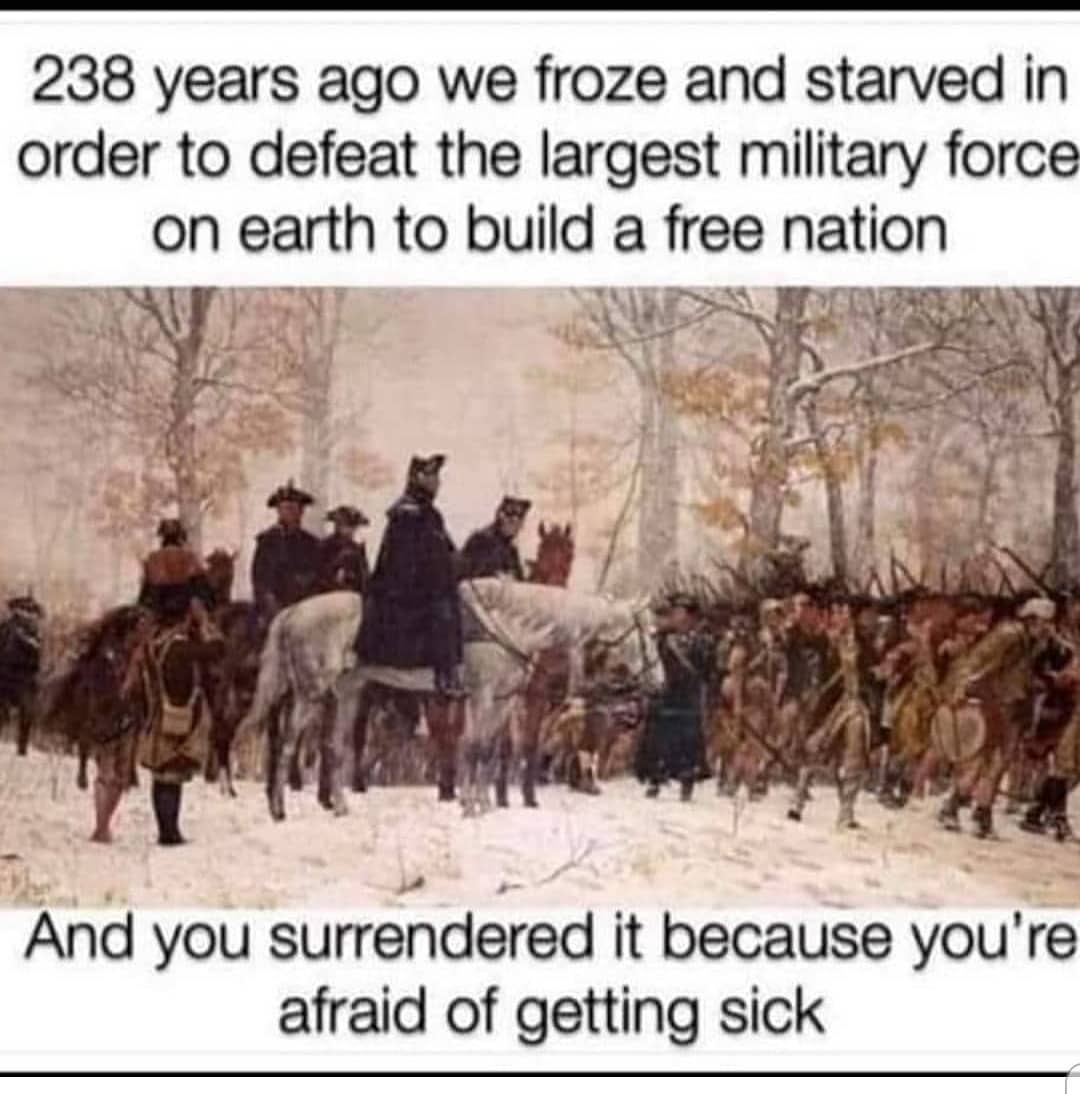 238 years ago we froze and starved in
order to defeat the largest military force
on earth to build a free nation
And you surrendered it because you're
afraid of getting sick